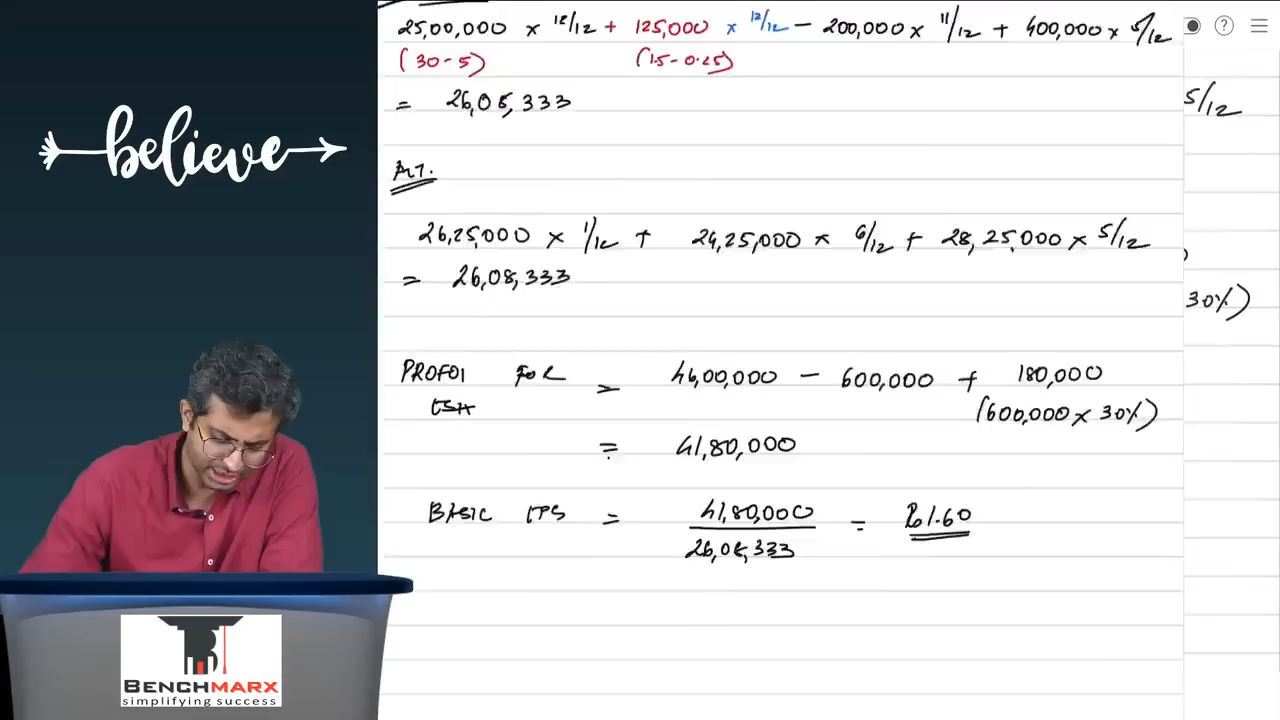 25,00,000 x 12/12 + 125,000 x 12/12 - 200,000 x 11/12 + 400,000 x 5/12
(30-5) (1.5-0.25)
= 26,08,333
5/12
believe
ALT.
26,25,000 x 1/12 + 24,25,000 x 6/12 + 28,25,000 x 5/12
= 26,08,333
30%)
PROFIT FOR = 46,00,000 - 600,000 + 180,000
ESH (600,000 x 30%)
= 41,80,000
BASIC EPS = 41,80,000 = Rs1.60
26,08,333
BENCHMARX
simplifying success